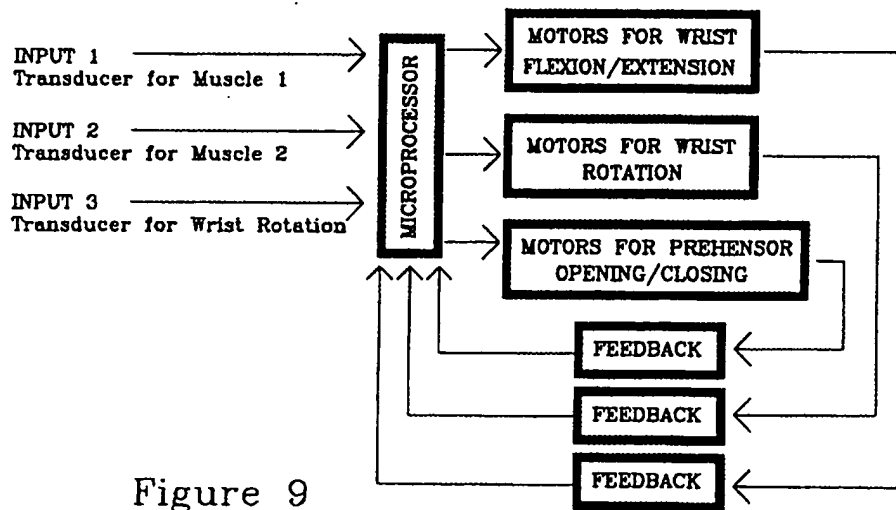 INPUT 1
Transducer for Muscle 1
INPUT 2
Transducer for Muscle 2
INPUT 3
Transducer for Wrist Rotation
MICROPROCESSOR
MOTORS FOR WRIST
FLEXION/EXTENSION
MOTORS FOR WRIST
ROTATION
MOTORS FOR PREHENSOR
OPENING/CLOSING
FEEDBACK
FEEDBACK
FEEDBACK
Figure 9